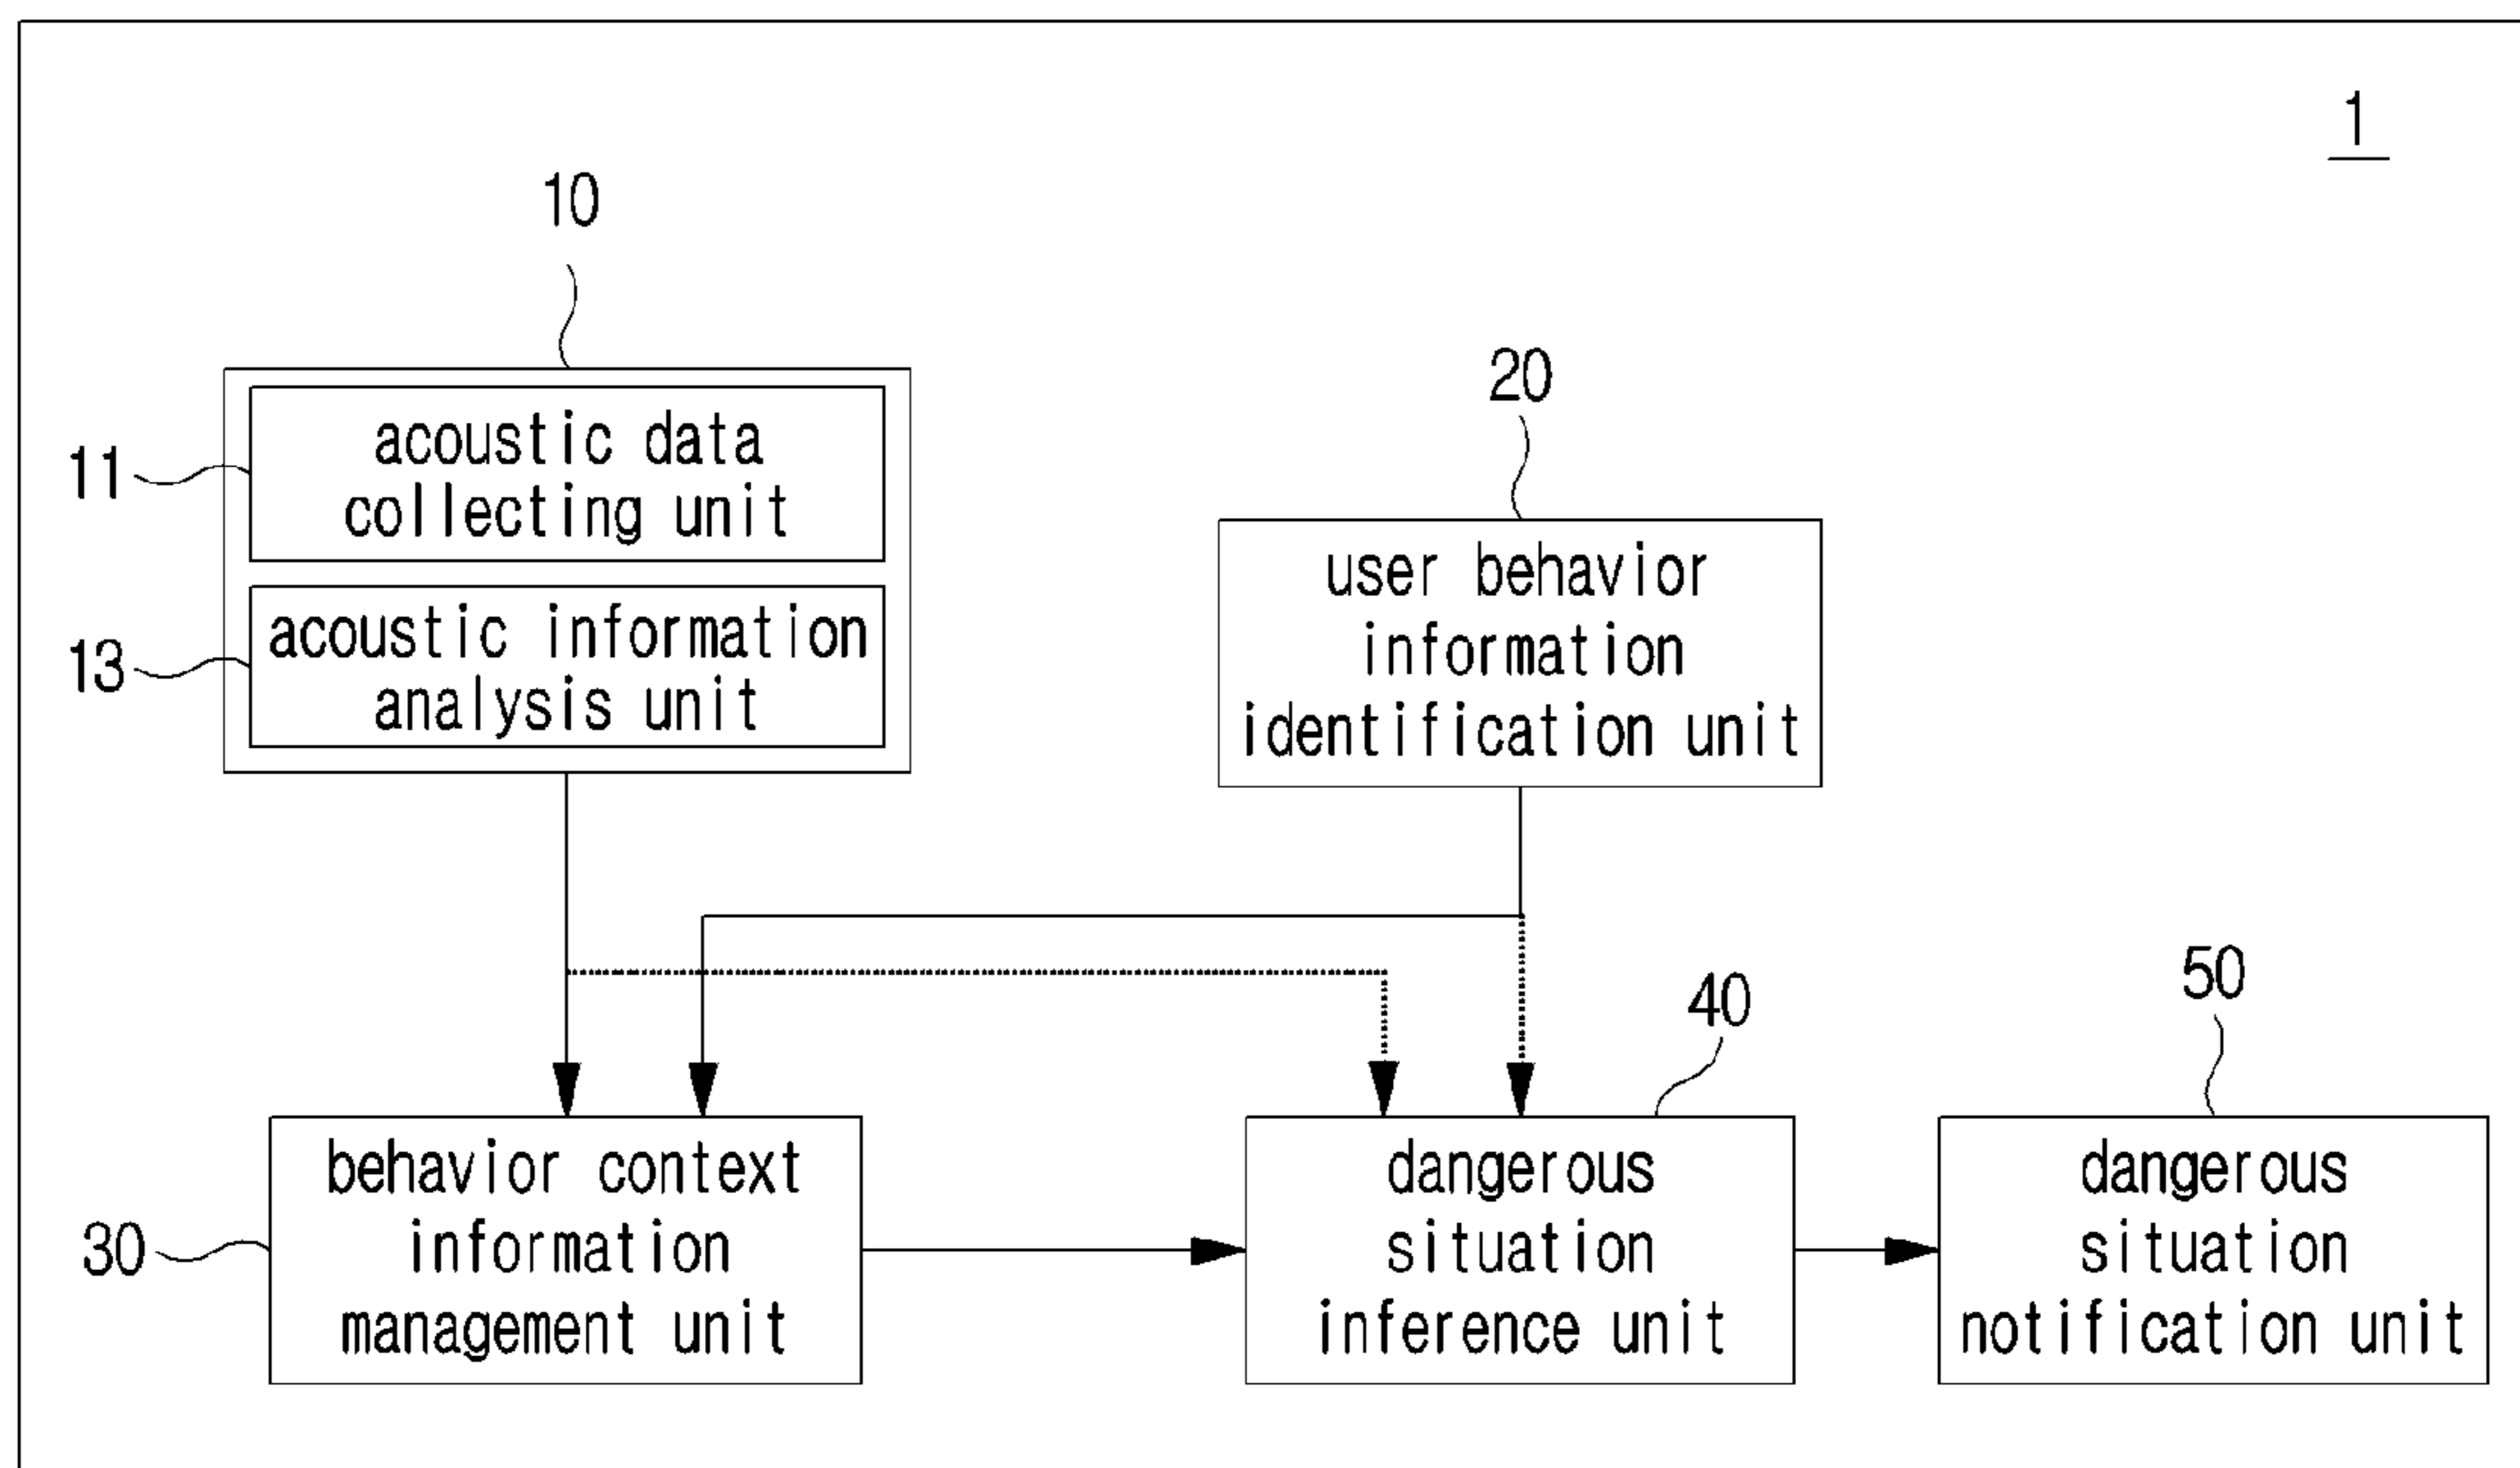 1
10
11
acoustic data
collecting unit
13
acoustic information
analysis unit
20
user behavior
information
identification unit
30
behavior context
information
management unit
40
dangerous
situation
inference unit
50
dangerous
situation
notification unit